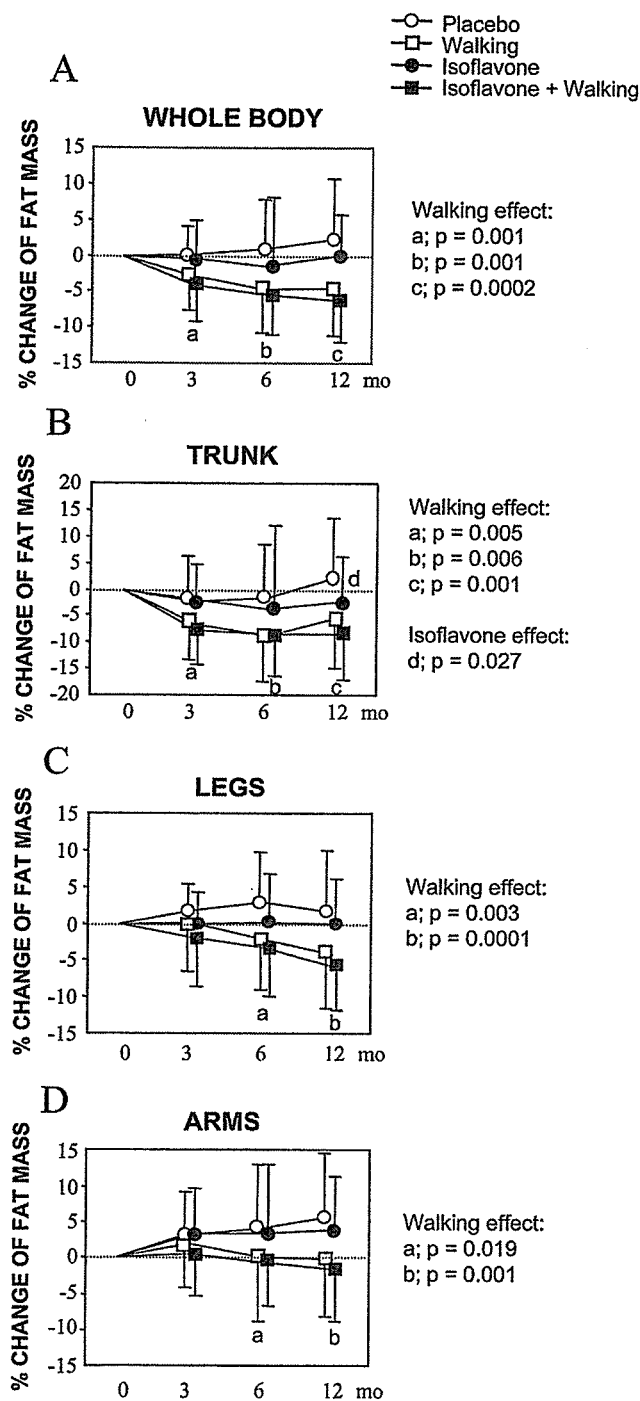 Placebo
Walking
Isoflavone
Isoflavone + Walking
A
WHOLE BODY
% CHANGE OF FAT MASS
15
10
5
0
-5
-10
-15
a
b
c
0 3 6 12 mo
Walking effect:
a; p = 0.001
b; p = 0.001
c; p = 0.0002
B
TRUNK
% CHANGE OF FAT MASS
20
15
10
5
0
-5
-10
-15
-20
d
a
b
c
0 3 6 12 mo
Walking effect:
a; p = 0.005
b; p = 0.006
c; p = 0.001
Isoflavone effect:
d; p = 0.027
C
LEGS
% CHANGE OF FAT MASS
15
10
5
0
-5
-10
-15
a
b
0 3 6 12 mo
Walking effect:
a; p = 0.003
b; p = 0.0001
D
ARMS
% CHANGE OF FAT MASS
15
10
5
0
-5
-10
-15
a
b
0 3 6 12 mo
Walking effect:
a; p = 0.019
b; p = 0.001